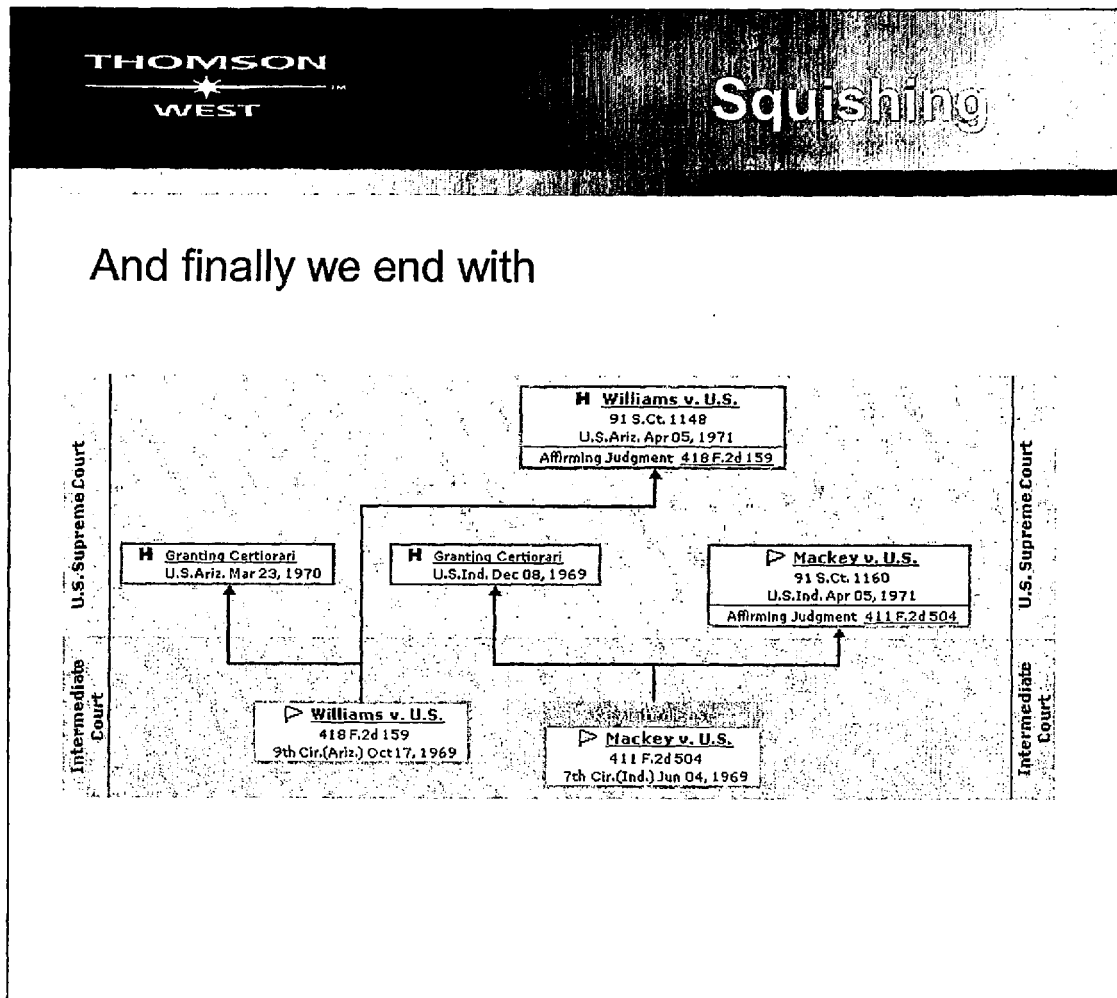 THOMSON
WEST
TM
Squishing
And finally we end with
U.S. Supreme Court
Intermediate
Court
H Williams v. U.S.
91 S.Ct. 1148
U.S.Ariz. Apr 05, 1971
Affirming Judgment 418 F.2d 159
H Granting Certiorari
U.S.Ariz. Mar 23, 1970
H Granting Certiorari
U.S.Ind. Dec 08, 1969
Mackey v. U.S.
91 S.Ct. 1160
U.S.Ind. Apr 05, 1971
Affirming Judgment 411 F.2d 504
Williams v. U.S.
418 F.2d 159
9th Cir.(Ariz.) Oct 17, 1969
Mackey v. U.S.
411 F.2d 504
7th Cir.(Ind.) Jun 04, 1969
U.S. Supreme Court
Intermediate
Court